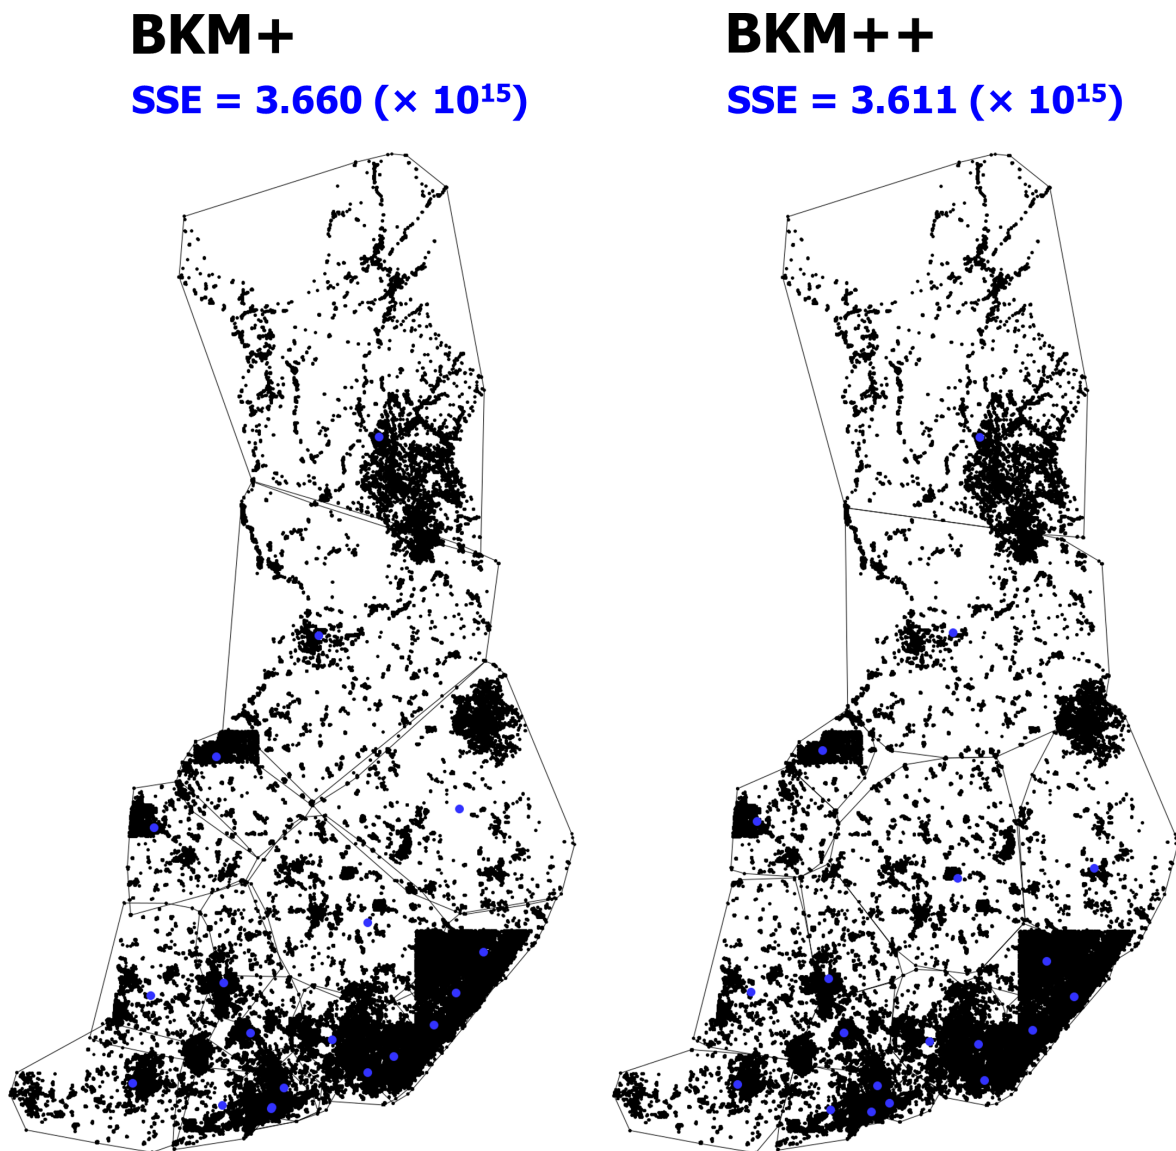 BKM+
SSE = 3.660 (× 10¹⁵)
BKM++
SSE = 3.611 (× 10¹⁵)